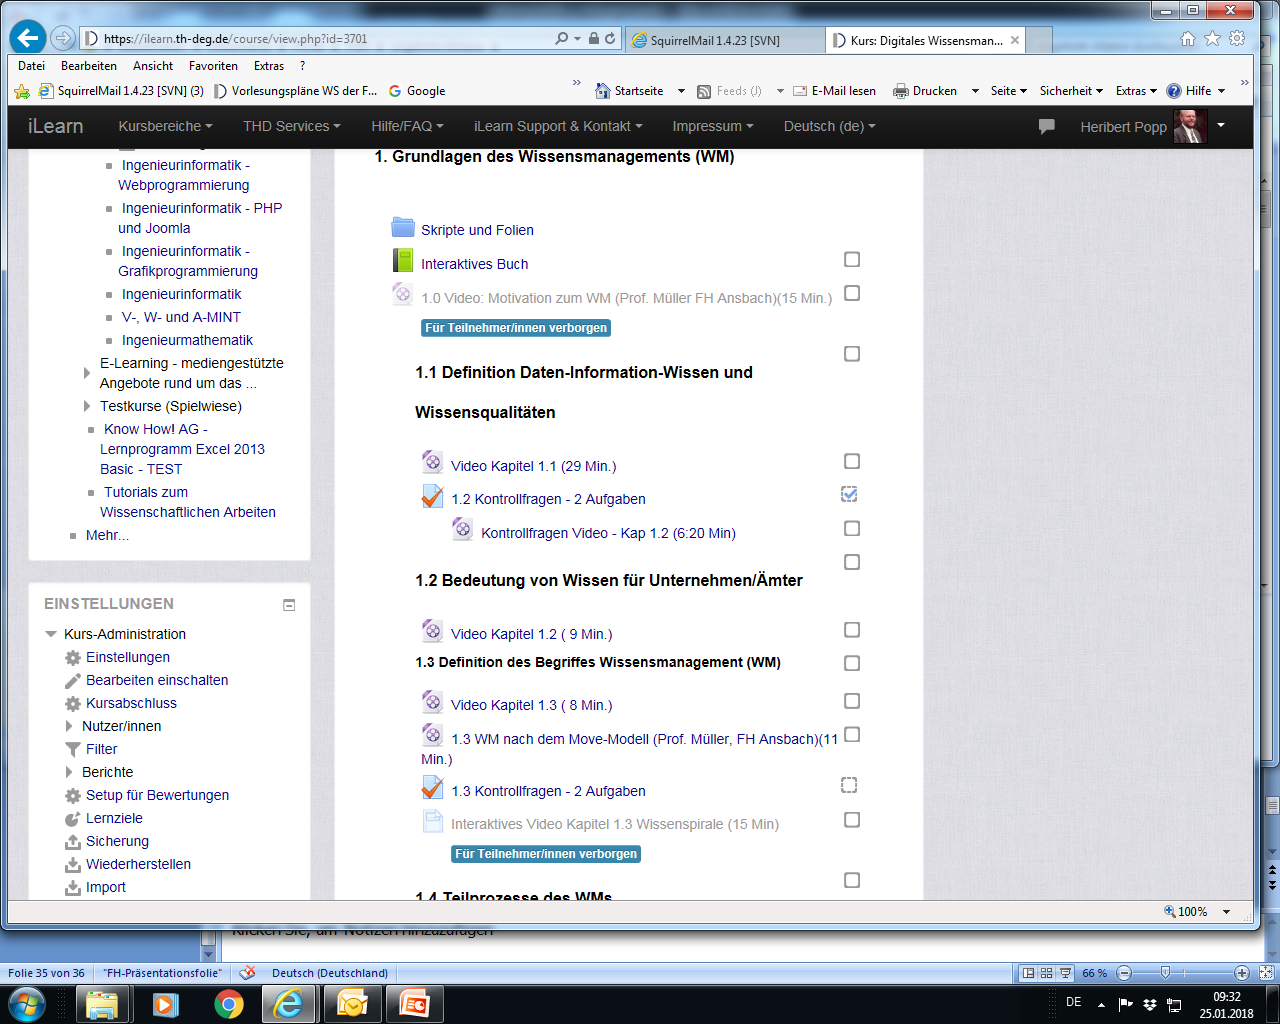 https://ilearn.th-deg.de/course/view.php?id=3701
SquirrelMail 1.4.23 [SVN]
Kurs: Digitales Wissensman...
Datei Bearbeiten Ansicht Favoriten Extras ?
SquirrelMail 1.4.23 [SVN] (3) Vorlesungspläne WS der F... Google
Startseite Feeds (J) E-Mail lesen Drucken Seite Sicherheit Extras Hilfe
iLearn Kursbereiche THD Services Hilfe/FAQ iLearn Support & Kontakt Impressum Deutsch (de) Heribert Popp
Ingenieurinformatik -
Webprogrammierung
Ingenieurinformatik - PHP
und Joomla
Ingenieurinformatik -
Grafikprogrammierung
Ingenieurinformatik
V-, W- und A-MINT
Ingenieurmathematik
E-Learning - mediengestützte
Angebote rund um das ...
Testkurse (Spielwiese)
Know How! AG -
Lernprogramm Excel 2013
Basic - TEST
Tutorials zum
Wissenschaftlichen Arbeiten
Mehr...
EINSTELLUNGEN
Kurs-Administration
Einstellungen
Bearbeiten einschalten
Kursabschluss
Nutzer/innen
Filter
Berichte
Setup für Bewertungen
Lernziele
Sicherung
Wiederherstellen
Import
1. Grundlagen des Wissensmanagements (WM)
Skripte und Folien
Interaktives Buch
1.0 Video: Motivation zum WM (Prof. Müller FH Ansbach)(15 Min.)
Für Teilnehmer/innen verborgen
1.1 Definition Daten-Information-Wissen und
Wissensqualitäten
Video Kapitel 1.1 (29 Min.)
1.2 Kontrollfragen - 2 Aufgaben
Kontrollfragen Video - Kap 1.2 (6:20 Min)
1.2 Bedeutung von Wissen für Unternehmen/Ämter
Video Kapitel 1.2 ( 9 Min.)
1.3 Definition des Begriffes Wissensmanagement (WM)
Video Kapitel 1.3 ( 8 Min.)
1.3 WM nach dem Move-Modell (Prof. Müller, FH Ansbach)(11
Min.)
1.3 Kontrollfragen - 2 Aufgaben
Interaktives Video Kapitel 1.3 Wissenspirale (15 Min)
Für Teilnehmer/innen verborgen
1.4 Teilprozesse des WMs
100%
Klicken Sie, um Notizen hinzuzufügen
Folie 35 von 36 "FH-Präsentationsfolie" Deutsch (Deutschland) 66 %
DE
09:32
25.01.2018